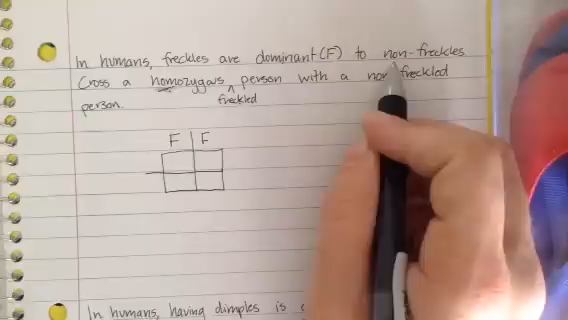 In humans, freckles are dominant (F) to non-freckles
Cross a homozygous person with a non freckled
freckled
person.
F F
In humans, having dimples is